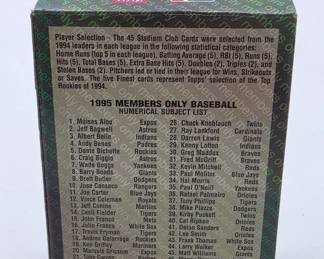 Player Selection - The 45 Stadium Club Cards were selected from the
1994 leaders in each league in the following statistical categories:
Home Runs (top 5 in each league), Batting Average (5), RBI (5), Runs (5),
Hits (5), Total Bases (5), Extra Base Hits (5), Doubles (2), Triples (2), and
Stolen Bases (2). Pitchers led or tied in their league for Wins, Strikeouts
or Saves. The five Finest cards represent Topps' selection of the Top
Rookies of 1994.
1995 MEMBERS ONLY BASEBALL
NUMERICAL SUBJECT LIST
1 Moises Alou Expos 26 Chuck Knoblauch Twins
2 Jeff Bagwell Astros 27 Ray Lankford Cardinals
3 Albert Belle Indians 28 Darren Lewis Giants
4 Andy Benes Padres 29 Kenny Lofton Indians
5 Dante Bichette Rockies 30 Greg Maddux Braves
6 Craig Biggio Astros 31 Fred McGriff Braves
7 Wade Boggs Yankees 32 Kevin Mitchell Reds
8 Barry Bonds Giants 33 Paul Molitor Blue Jays
9 Brett Butler Dodgers 34 Hal Morris Reds
10 Jose Canseco Rangers 35 Paul O'Neill Yankees
11 Joe Carter Blue Jays 36 Rafael Palmeiro Orioles
12 Vince Coleman Royals 37 Tony Phillips Tigers
13 Jeff Conine Marlins 38 Mike Piazza Dodgers
14 Cecil Fielder Tigers 39 Kirby Puckett Twins
15 John Franco Mets 40 Cal Ripken Orioles
16 Julio Franco White Sox 41 Deion Sanders Reds
17 Travis Fryman Tigers 42 Lee Smith Orioles
18 Andres Galarraga Rockies 43 Frank Thomas White Sox
19 Ken Griffey Mariners 44 Larry Walker Expos
20 Marquis Grissom Expos 45 Matt Williams Giants